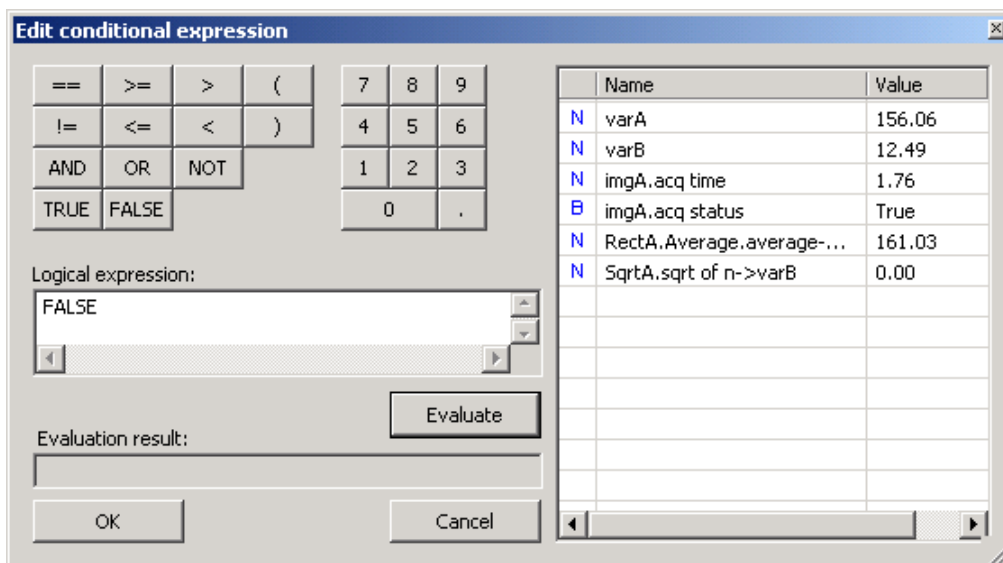 Edit conditional expression
== >= > ( 7 8 9
!= <= < ) 4 5 6
AND OR NOT 1 2 3
TRUE FALSE 0 .
Logical expression:
FALSE
Evaluate
Evaluation result:
OK Cancel
Name Value
N varA 156.06
N varB 12.49
N imgA.acq time 1.76
B imgA.acq status True
N RectA.Average.average-... 161.03
N SqrtA.sqrt of n->varB 0.00